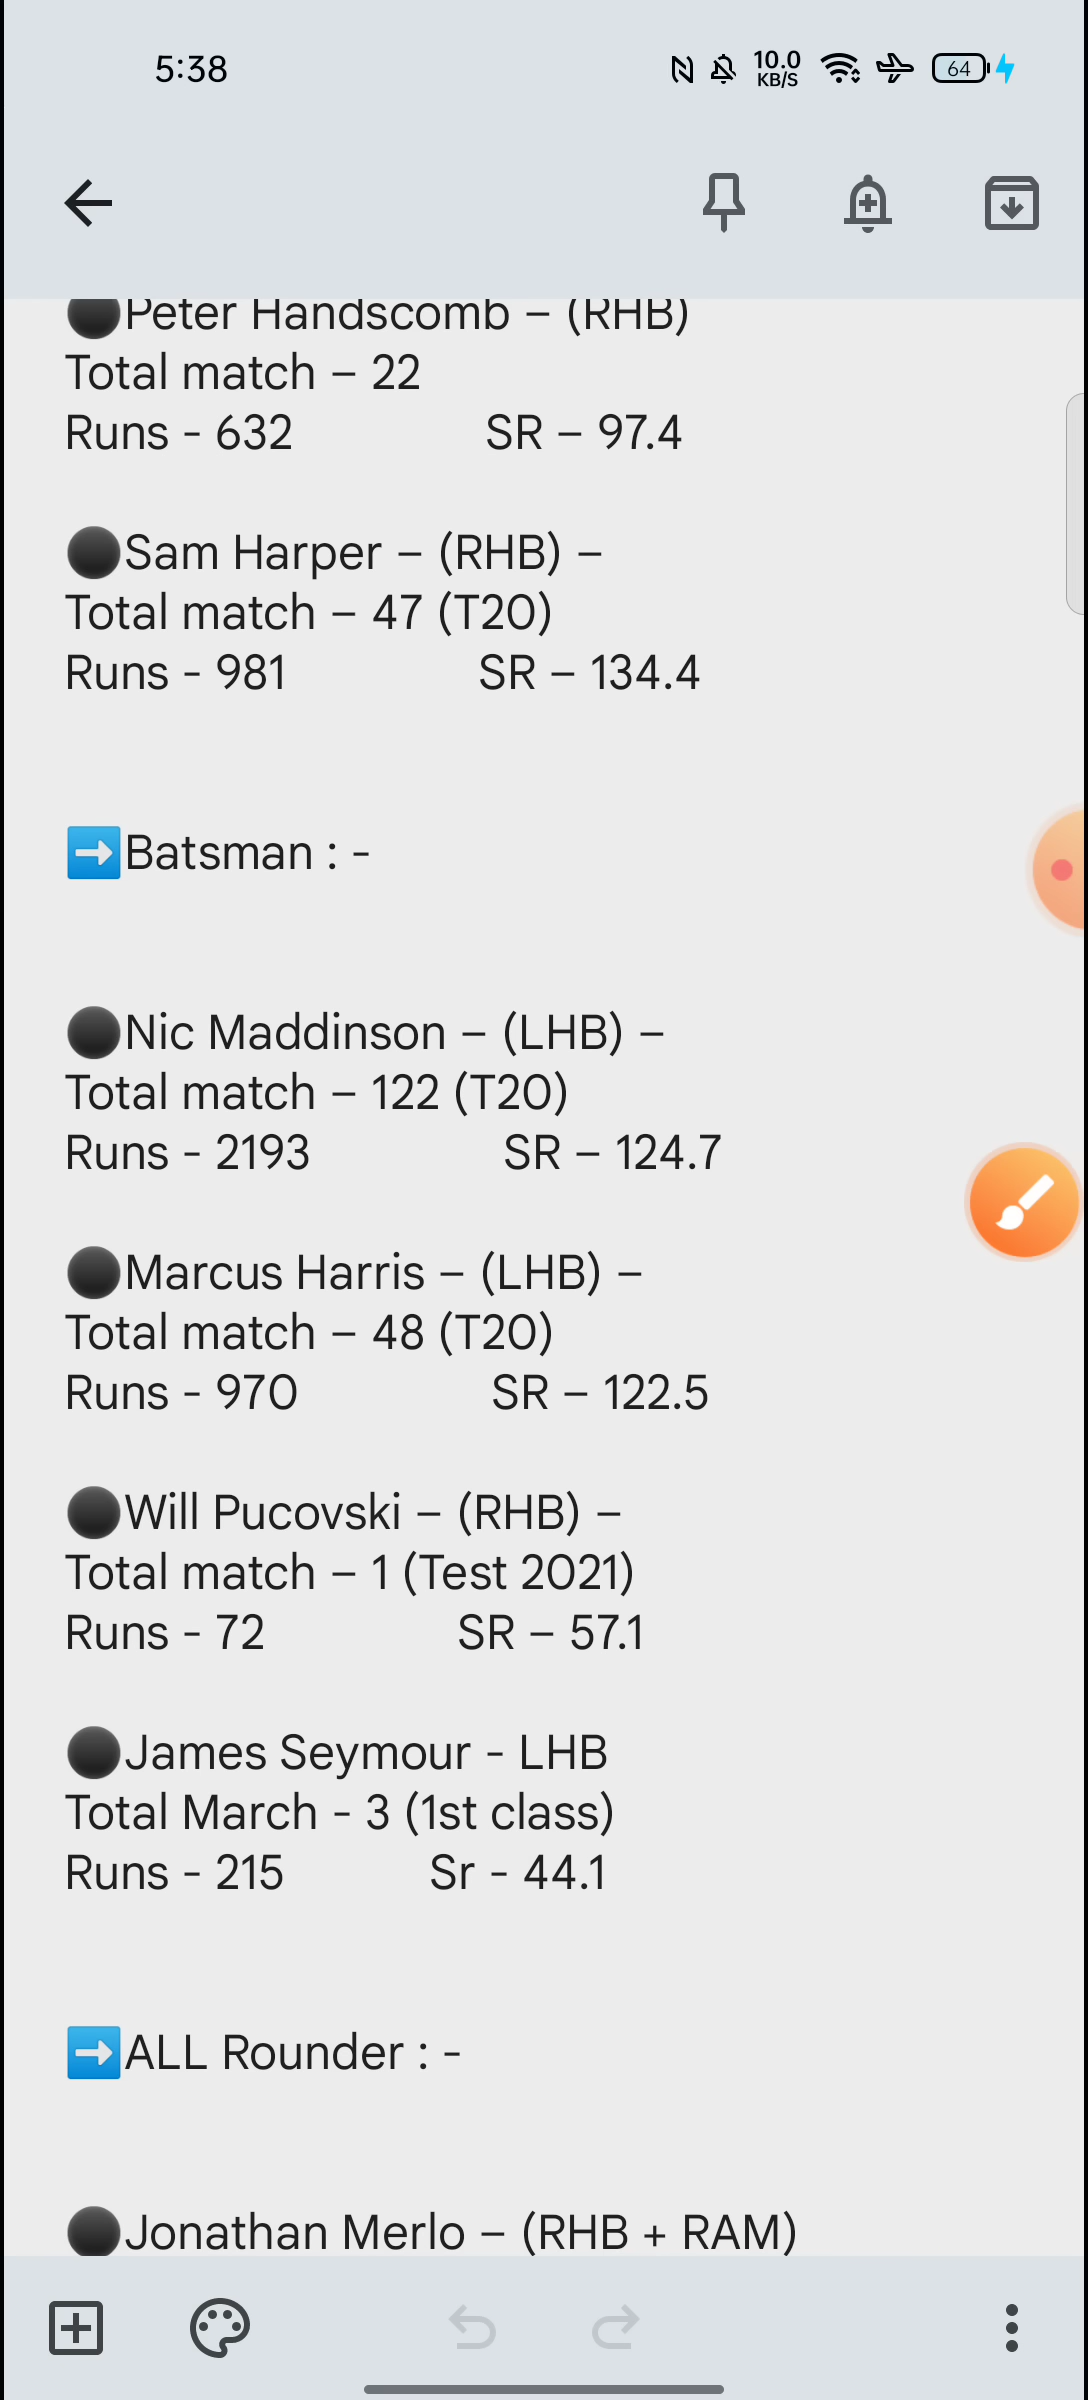 5:38
10.0
KB/S
64
⚫Peter Handscomb – (RHB)
Total match – 22
Runs - 632 SR – 97.4
⚫Sam Harper – (RHB) –
Total match – 47 (T20)
Runs - 981 SR – 134.4
➡️Batsman : -
⚫Nic Maddinson – (LHB) –
Total match – 122 (T20)
Runs - 2193 SR – 124.7
⚫Marcus Harris – (LHB) –
Total match – 48 (T20)
Runs - 970 SR – 122.5
⚫Will Pucovski – (RHB) –
Total match – 1 (Test 2021)
Runs - 72 SR – 57.1
⚫James Seymour - LHB
Total March - 3 (1st class)
Runs - 215 Sr - 44.1
➡️ALL Rounder : -
⚫Jonathan Merlo – (RHB + RAM)